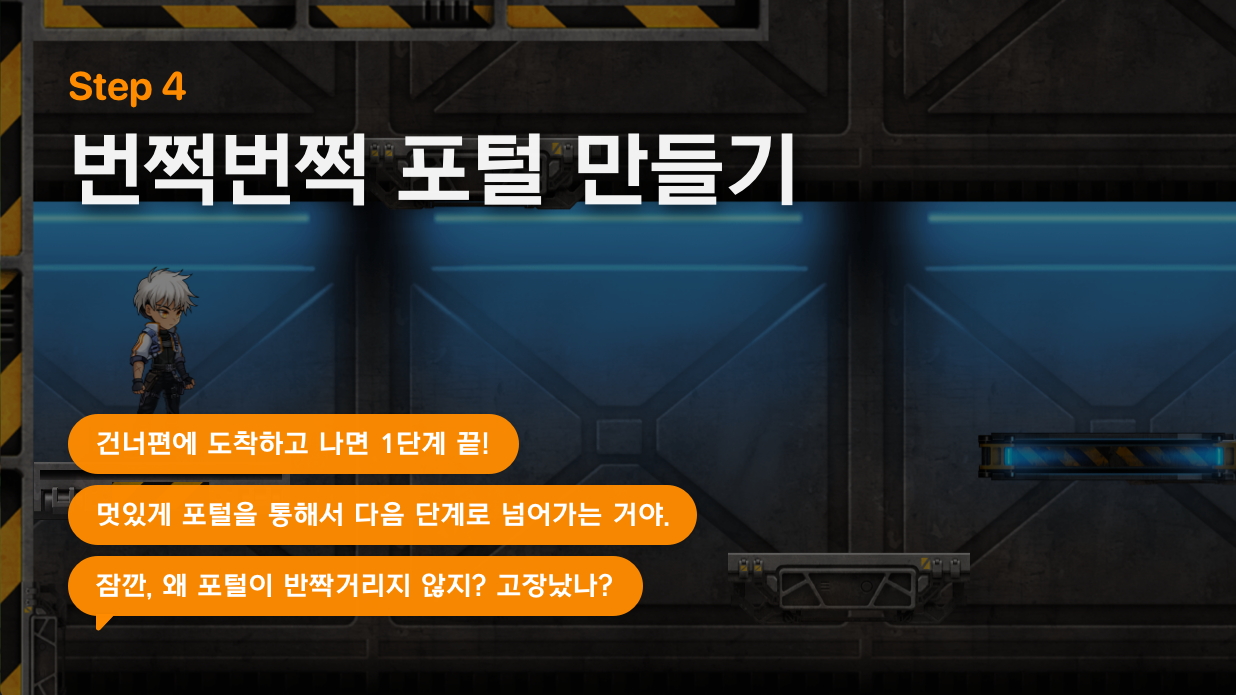 Step 4
번쩍번쩍 포털 만들기
건너편에 도착하고 나면 1단계 끝!
멋있게 포털을 통해서 다음 단계로 넘어가는 거야.
잠깐, 왜 포털이 반짝거리지 않지? 고장났나?